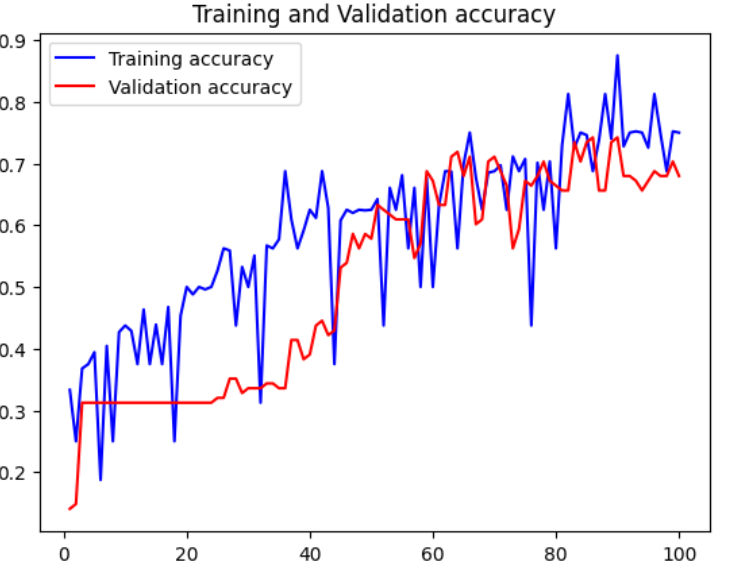 Training and Validation accuracy
Training accuracy
Validation accuracy
0.9
0.8
0.7
0.6
0.5
0.4
0.3
0.2
0 20 40 60 80 100